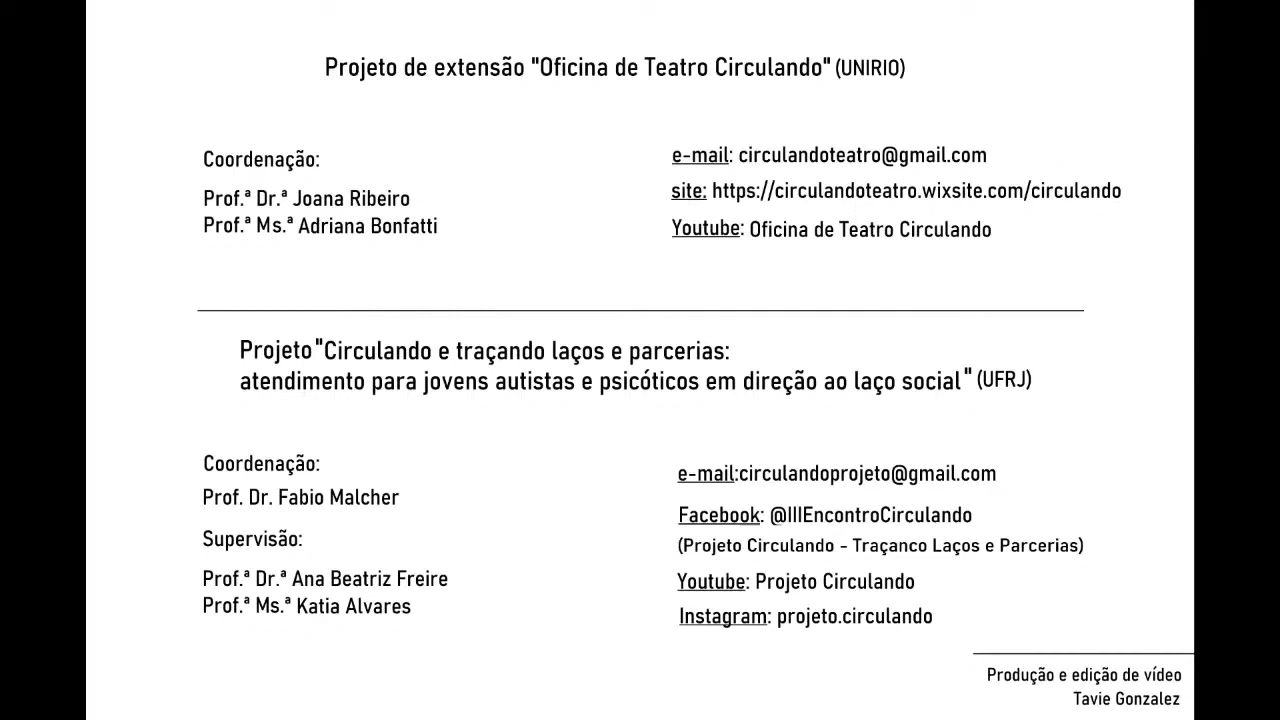 Projeto de extensão "Oficina de Teatro Circulando" (UNIRIO)
Coordenação:
Prof.ª Dr.ª Joana Ribeiro
Prof.ª Ms.ª Adriana Bonfatti
e-mail: circulandoteatro@gmail.com
site: https://circulandoteatro.wixsite.com/circulando
Youtube: Oficina de Teatro Circulando
Projeto "Circulando e traçando laços e parcerias:
atendimento para jovens autistas e psicóticos em direção ao laço social" (UFRJ)
Coordenação:
Prof. Dr. Fabio Malcher
Supervisão:
Prof.ª Dr.ª Ana Beatriz Freire
Prof.ª Ms.ª Katia Alvares
e-mail:circulandoprojeto@gmail.com
Facebook: @IIIEncontroCirculando
(Projeto Circulando - Traçanco Laços e Parcerias)
Youtube: Projeto Circulando
Instagram: projeto.circulando
Produção e edição de vídeo
Tavie Gonzalez